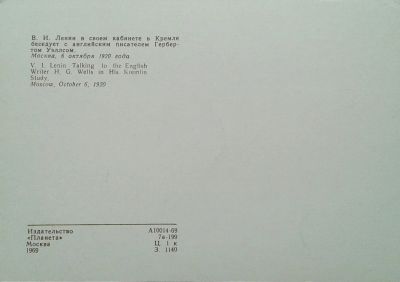 В. И. Ленин в своем кабинете в Кремле
беседует с английским писателем Гербер-
том Уэллсом.
Москва, 6 октября 1920 года
V. I. Lenin Talking to the English
Writer H. G. Wells in His Kremlin
Study.
Moscow, October 6, 1920
Издательство А10014-69
«Планета» 7в-199
Москва Ц. 1 к
1969 З. 1140